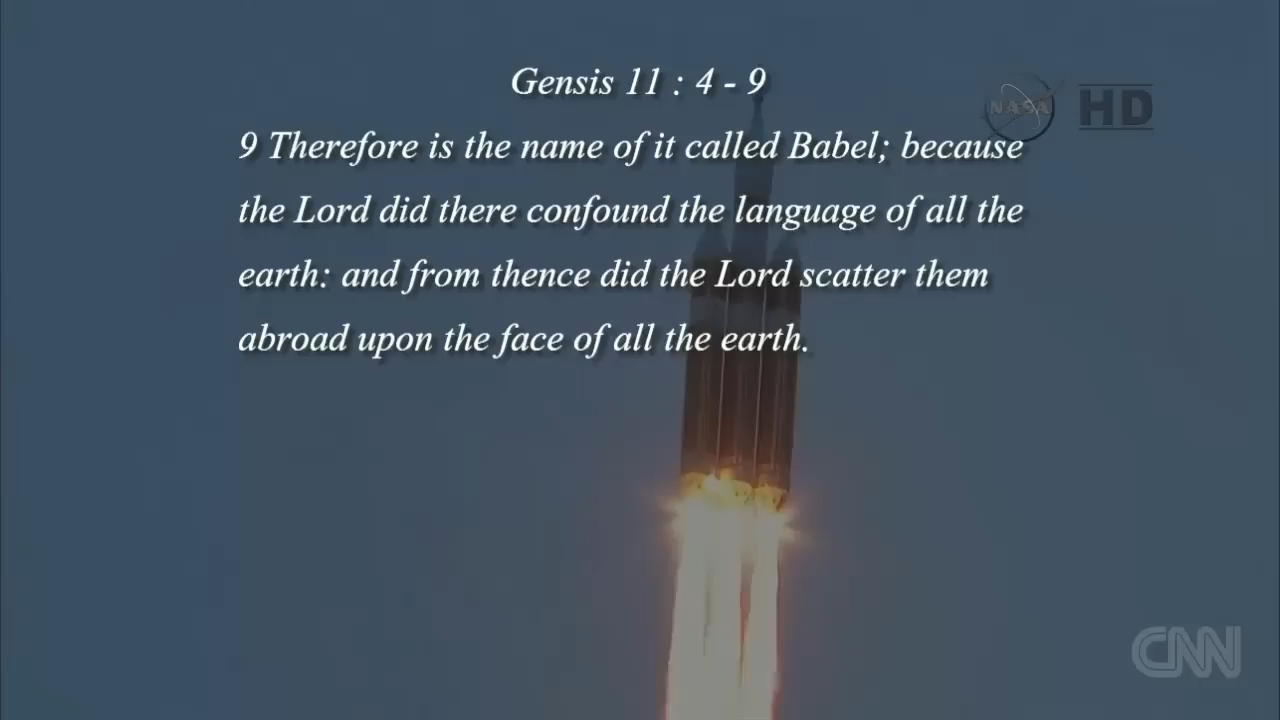 Gensis 11 : 4 - 9
NASA HD
9 Therefore is the name of it called Babel; because
the Lord did there confound the language of all the
earth: and from thence did the Lord scatter them
abroad upon the face of all the earth.
CNN